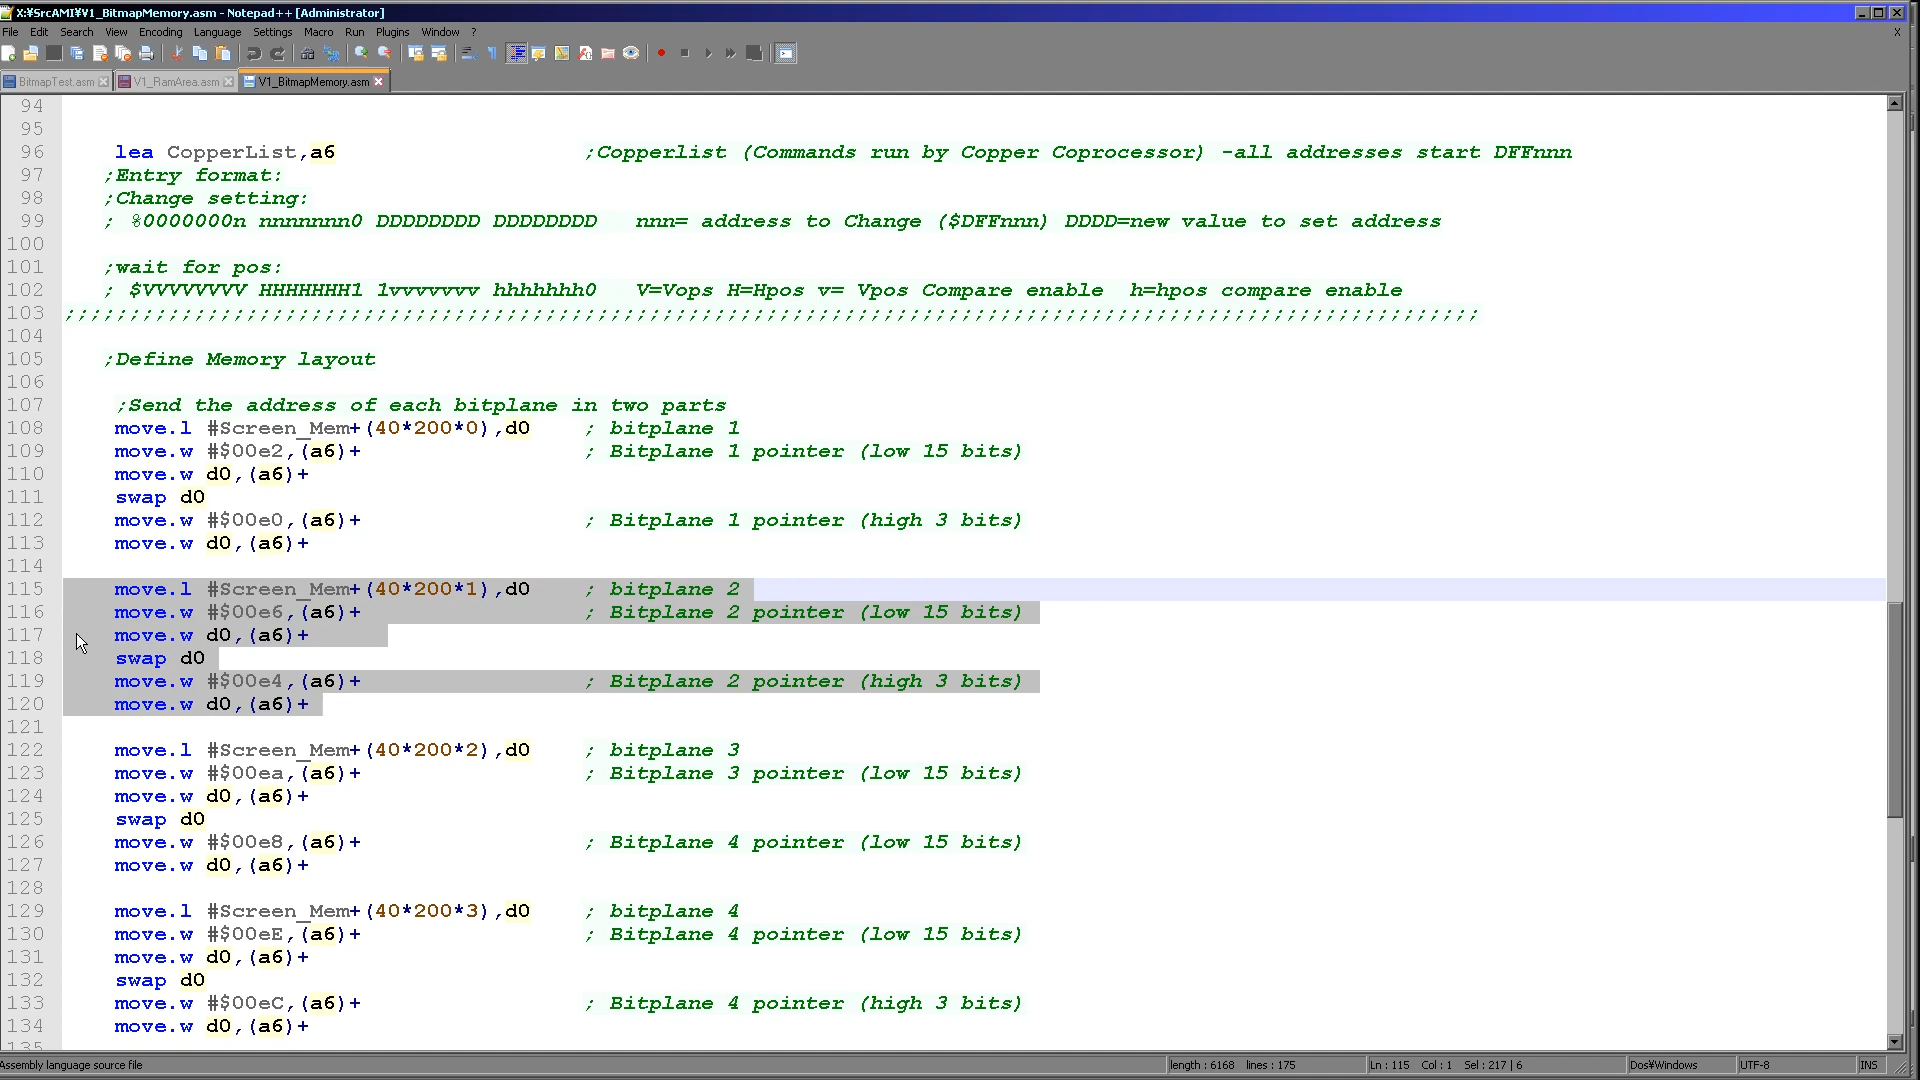 X:¥SrcAMI¥V1_BitmapMemory.asm - Notepad++ [Administrator]
File Edit Search View Encoding Language Settings Macro Run Plugins Window ? X
BitmapTest.asm V1_RamArea.asm V1_BitmapMemory.asm
94
95
96 lea CopperList,a6 ;Copperlist (Commands run by Copper Coprocessor) -all addresses start DFFnnn
97 ;Entry format:
98 ;Change setting:
99 ; %0000000n nnnnnnn0 DDDDDDDD DDDDDDDD nnn= address to Change ($DFFnnn) DDDD=new value to set address
100
101 ;wait for pos:
102 ; $VVVVVVVV HHHHHHH1 1vvvvvvv hhhhhhh0 V=Vops H=Hpos v= Vpos Compare enable h=hpos compare enable
103 ;;;;;;;;;;;;;;;;;;;;;;;;;;;;;;;;;;;;;;;;;;;;;;;;;;;;;;;;;;;;;;;;;;;;;;;;;;;;;;;;;;;;;;;;;;;;;;;;;;;;;;;;;;;;;
104
105 ;Define Memory layout
106
107 ;Send the address of each bitplane in two parts
108 move.l #Screen_Mem+(40*200*0),d0 ; bitplane 1
109 move.w #$00e2,(a6)+ ; Bitplane 1 pointer (low 15 bits)
110 move.w d0,(a6)+
111 swap d0
112 move.w #$00e0,(a6)+ ; Bitplane 1 pointer (high 3 bits)
113 move.w d0,(a6)+
114
115 move.l #Screen_Mem+(40*200*1),d0 ; bitplane 2
116 move.w #$00e6,(a6)+ ; Bitplane 2 pointer (low 15 bits)
117 move.w d0,(a6)+
118 swap d0
119 move.w #$00e4,(a6)+ ; Bitplane 2 pointer (high 3 bits)
120 move.w d0,(a6)+
121
122 move.l #Screen_Mem+(40*200*2),d0 ; bitplane 3
123 move.w #$00ea,(a6)+ ; Bitplane 3 pointer (low 15 bits)
124 move.w d0,(a6)+
125 swap d0
126 move.w #$00e8,(a6)+ ; Bitplane 4 pointer (low 15 bits)
127 move.w d0,(a6)+
128
129 move.l #Screen_Mem+(40*200*3),d0 ; bitplane 4
130 move.w #$00eE,(a6)+ ; Bitplane 4 pointer (low 15 bits)
131 move.w d0,(a6)+
132 swap d0
133 move.w #$00eC,(a6)+ ; Bitplane 4 pointer (high 3 bits)
134 move.w d0,(a6)+
135
Assembly language source file length : 6168 lines : 175 Ln : 115 Col : 1 Sel : 217 | 6 Dos¥Windows UTF-8 INS